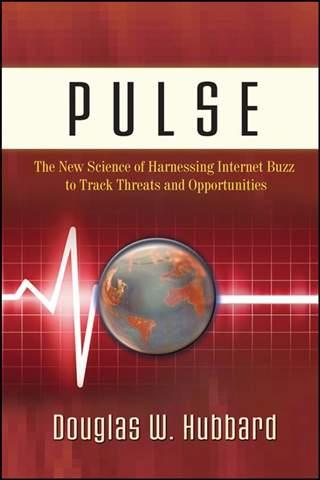 PULSE
The New Science of Harnessing Internet Buzz
to Track Threats and Opportunities
Douglas W. Hubbard